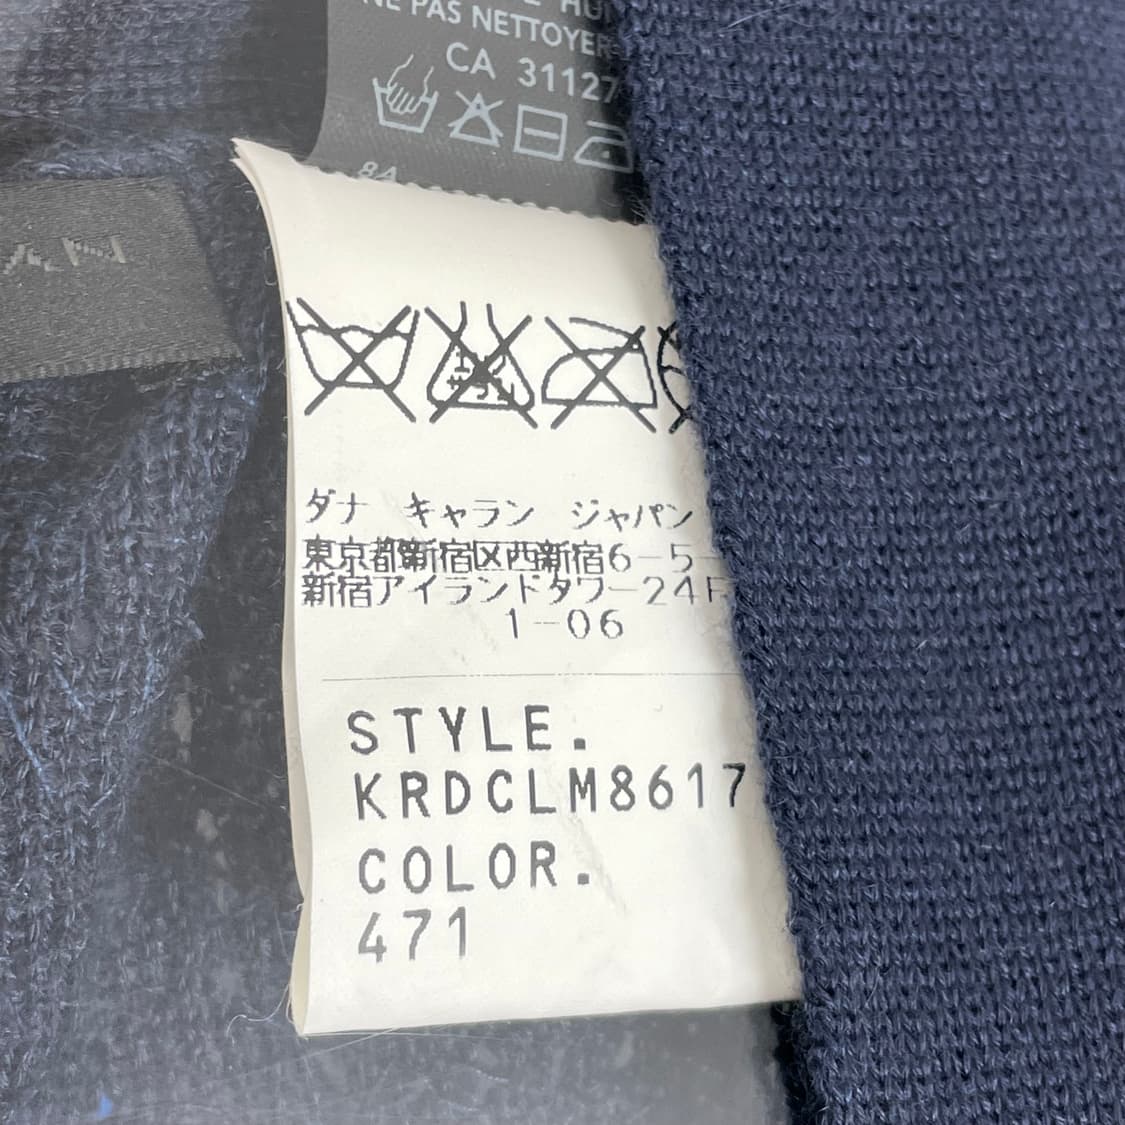 NE PAS NETTOYER
CA 31127
8A
ダナ キャラン ジャパン
東京都新宿区西新宿6-5-
新宿アイランドタワー24F
1-06
STYLE.
KRDCLM8617
COLOR.
471